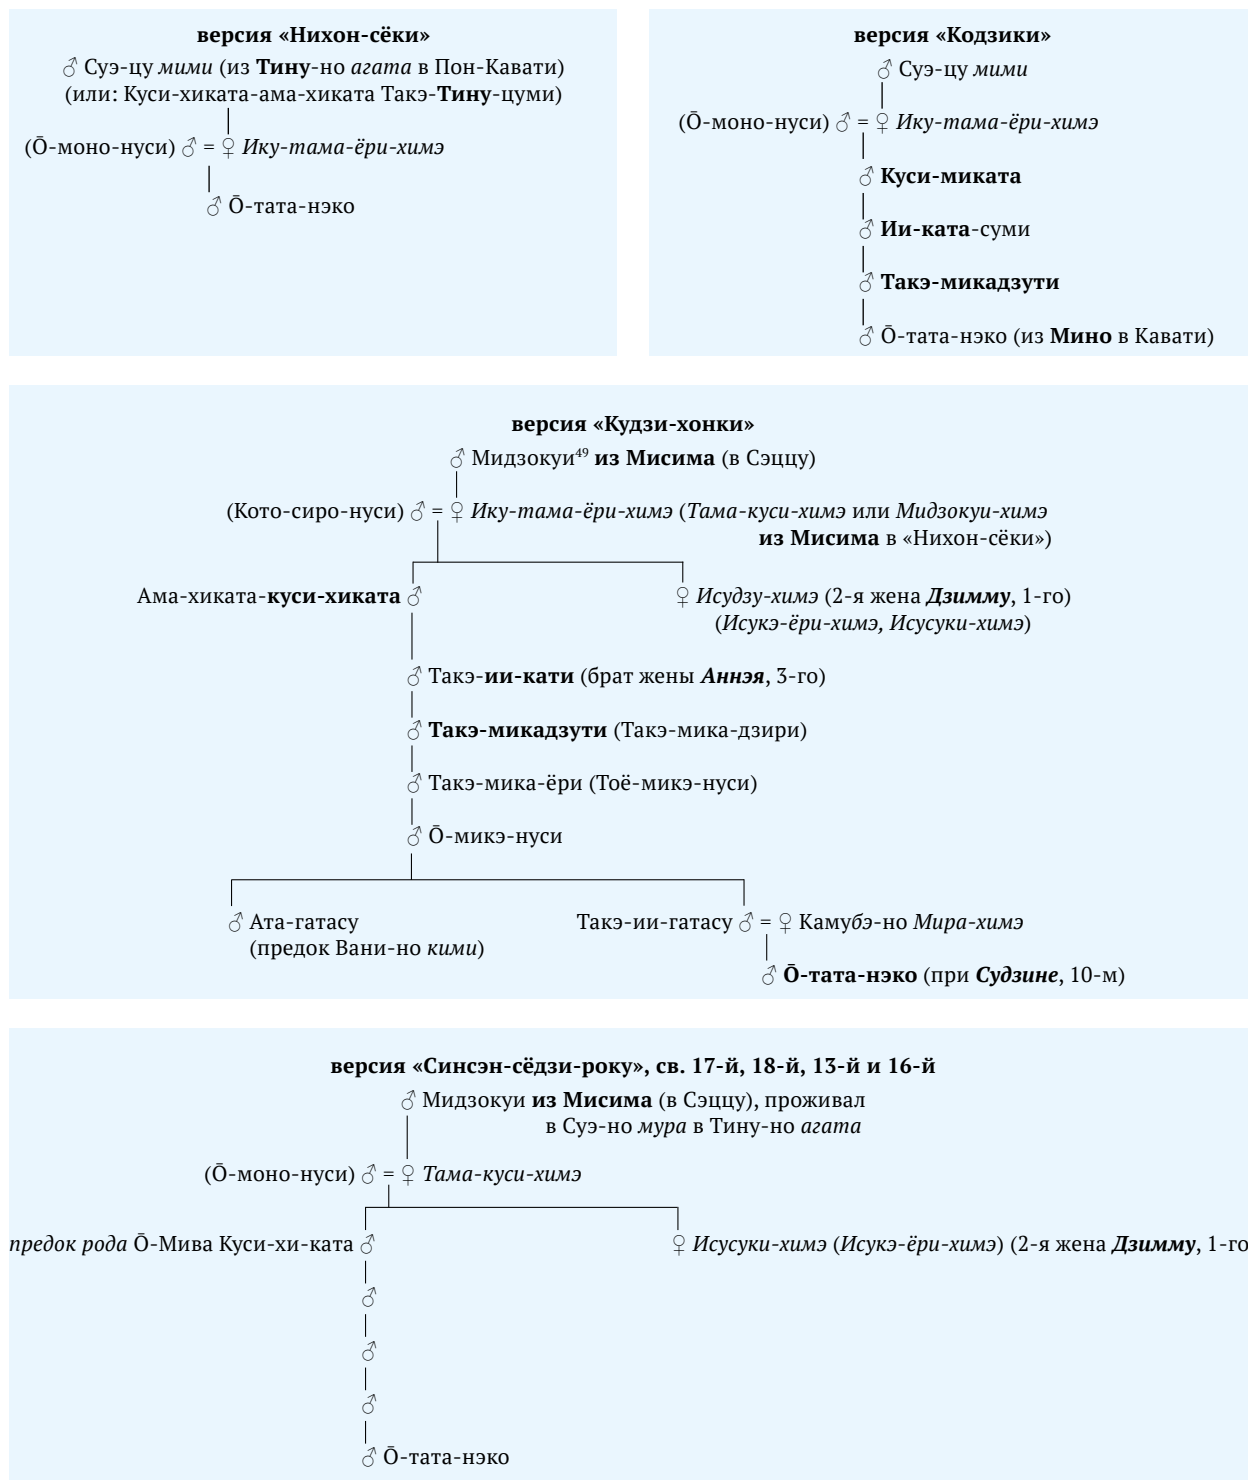 версия «Нихон-сёки»
♂ Суэ-цу мими (из Тину-но агата в Пон-Кавати)
(или: Куси-хиката-ама-хиката Такэ-Тину-цуми)
(Ō-моно-нуси) ♂ = ♀ Ику-тама-ёри-химэ
♂ Ō-тата-нэко
версия «Кодзики»
♂ Суэ-цу мими
(Ō-моно-нуси) ♂ = ♀ Ику-тама-ёри-химэ
♂ Куси-миката
♂ Ии-ката-суми
♂ Такэ-микадзути
♂ Ō-тата-нэко (из Мино в Кавати)
версия «Кудзи-хонки»
♂ Мидзокуи⁴⁹ из Мисима (в Сэццу)
(Кото-сиро-нуси) ♂ = ♀ Ику-тама-ёри-химэ (Тама-куси-химэ или Мидзокуи-химэ
из Мисима в «Нихон-сёки»)
Ама-хиката-куси-хиката ♂
♀ Исудзу-химэ (2-я жена Дзимму, 1-го)
(Исукэ-ёри-химэ, Исусуки-химэ)
♂ Такэ-ии-кати (брат жены Аннэя, 3-го)
♂ Такэ-микадзути (Такэ-мика-дзири)
♂ Такэ-мика-ёри (Тоё-микэ-нуси)
♂ Ō-микэ-нуси
♂ Ата-гатасу
(предок Вани-но кими)
Такэ-ии-гатасу ♂ = ♀ Камубэ-но Мира-химэ
♂ Ō-тата-нэко (при Судзине, 10-м)
версия «Синсэн-сёдзи-року», св. 17-й, 18-й, 13-й и 16-й
♂ Мидзокуи из Мисима (в Сэццу), проживал
в Суэ-но мура в Тину-но агата
(Ō-моно-нуси) ♂ = ♀ Тама-куси-химэ
предок рода Ō-Мива Куси-хи-ката ♂
♀ Исусуки-химэ (Исукэ-ёри-химэ) (2-я жена Дзимму, 1-го
♂
♂
♂
♂ Ō-тата-нэко